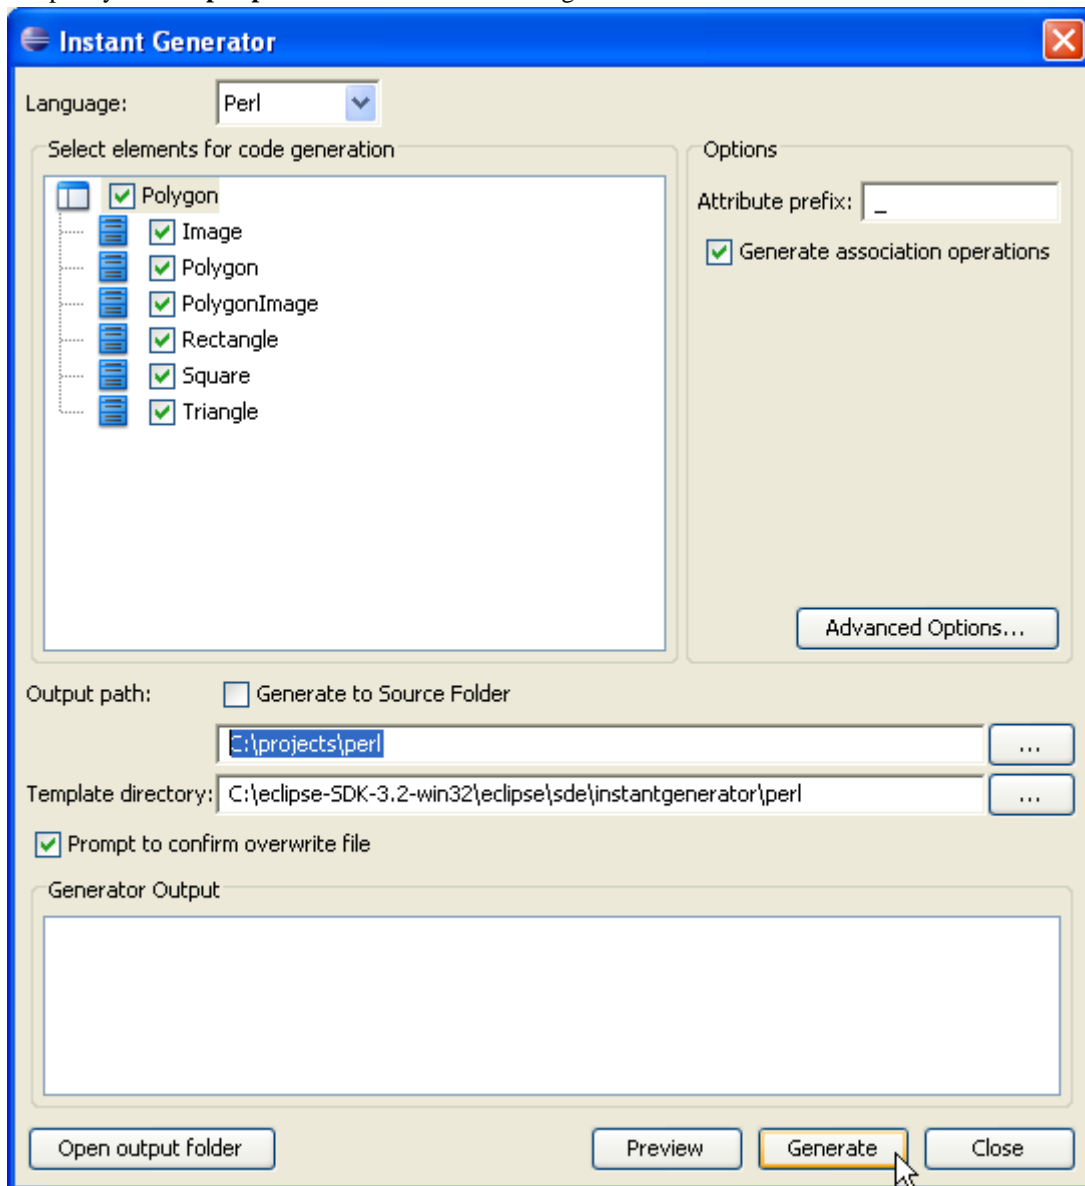 Instant Generator
Language: Perl
Select elements for code generation
Polygon
Image
Polygon
PolygonImage
Rectangle
Square
Triangle
Options
Attribute prefix: _
Generate association operations
Advanced Options...
Output path: Generate to Source Folder
C:\projects\perl ...
Template directory: C:\eclipse-SDK-3.2-win32\eclipse\sde\instantgenerator\perl ...
Prompt to confirm overwrite file
Generator Output
Open output folder Preview Generate Close